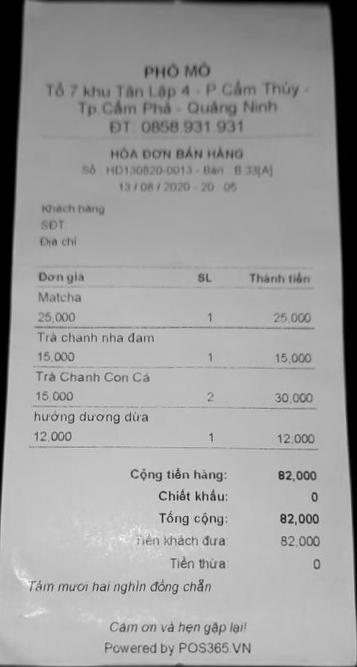 PHỐ MỎ
Tổ 7 khu Tân Lập 4 - P Cẩm Thủy -
Tp Cẩm Phả - Quảng Ninh
ĐT: 0858 931 931
HÓA ĐƠN BÁN HÀNG
Số : HD130820-0013 - Bàn : B 33[A]
13 / 08 / 2020 - 20 : 05
Khách hàng
SĐT
Địa chỉ
Đơn giá SL Thành tiền
Matcha
25,000 1 25,000
Trà chanh nha đam
15,000 1 15,000
Trà Chanh Con Cá
15,000 2 30,000
hướng dương dừa
12,000 1 12,000
Cộng tiền hàng: 82,000
Chiết khấu: 0
Tổng cộng: 82,000
Tiền khách đưa: 82,000
Tiền thừa: 0
Tám mươi hai nghìn đồng chẵn
Cảm ơn và hẹn gặp lại!
Powered by POS365.VN